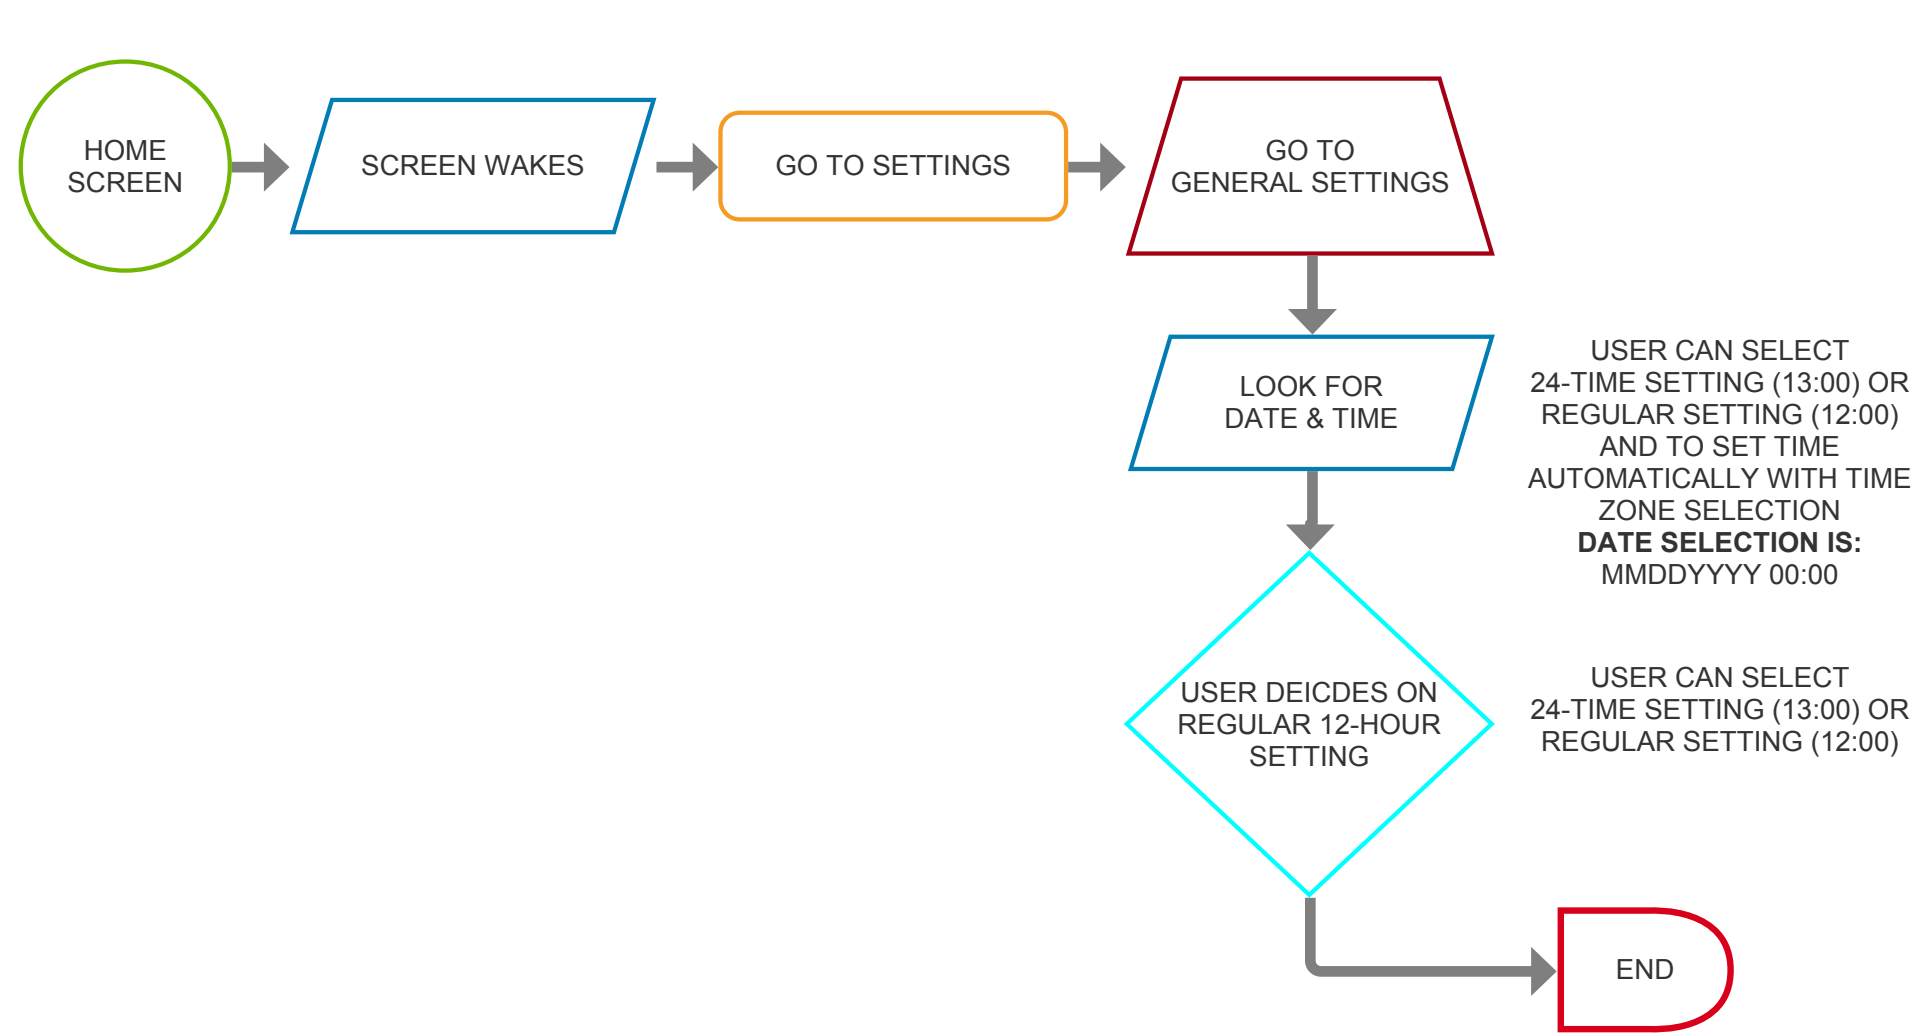 HOME
SCREEN
SCREEN WAKES
GO TO SETTINGS
GO TO
GENERAL SETTINGS
LOOK FOR
DATE & TIME
USER CAN SELECT
24-TIME SETTING (13:00) OR
REGULAR SETTING (12:00)
AND TO SET TIME
AUTOMATICALLY WITH TIME
ZONE SELECTION
DATE SELECTION IS:
MMDDYYYY 00:00
USER DEICDES ON
REGULAR 12-HOUR
SETTING
USER CAN SELECT
24-TIME SETTING (13:00) OR
REGULAR SETTING (12:00)
END